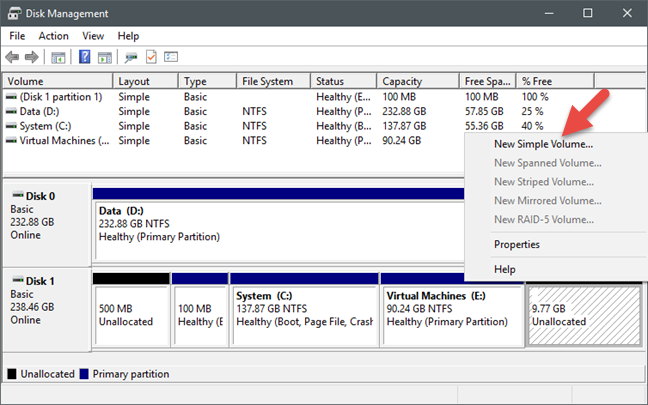 Disk Management
File Action View Help
Volume Layout Type File System Status Capacity Free Spa... % Free
(Disk 1 partition 1) Simple Basic Healthy (E... 100 MB 100 MB 100 %
Data (D:) Simple Basic NTFS Healthy (P... 232.88 GB 57.85 GB 25 %
System (C:) Simple Basic NTFS Healthy (B... 137.87 GB 55.36 GB 40 %
Virtual Machines (... Simple Basic NTFS Healthy (P... 90.24 GB
New Simple Volume...
New Spanned Volume...
New Striped Volume...
New Mirrored Volume...
New RAID-5 Volume...
Properties
Help
Disk 0
Basic
232.88 GB
Online
Data (D:)
232.88 GB NTFS
Healthy (Primary Partition)
Disk 1
Basic
238.46 GB
Online
500 MB
Unallocated
100 MB
Healthy (E
System (C:)
137.87 GB NTFS
Healthy (Boot, Page File, Crash
Virtual Machines (E:)
90.24 GB NTFS
Healthy (Primary Partition)
9.77 GB
Unallocated
Unallocated Primary partition